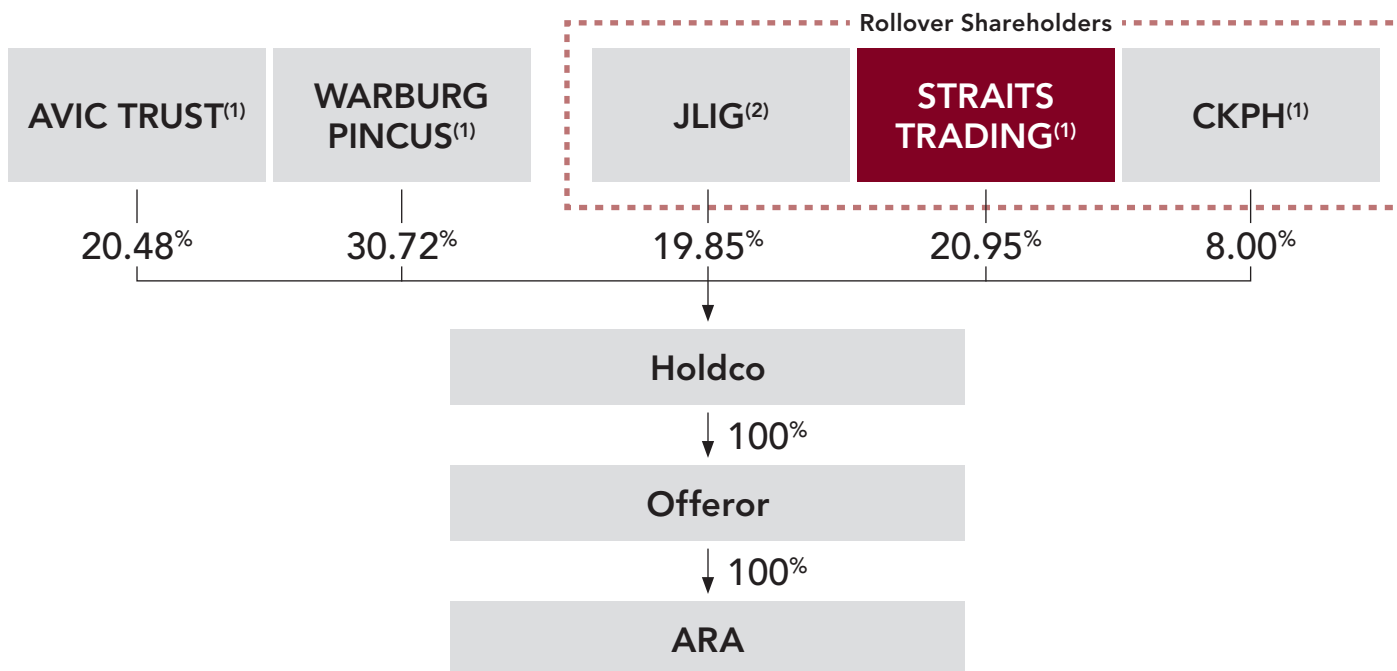 Rollover Shareholders
AVIC TRUST(1)
WARBURG
PINCUS(1)
JLIG(2)
STRAITS
TRADING(1)
CKPH(1)
20.48%
30.72%
19.85%
20.95%
8.00%
Holdco
100%
Offeror
100%
ARA